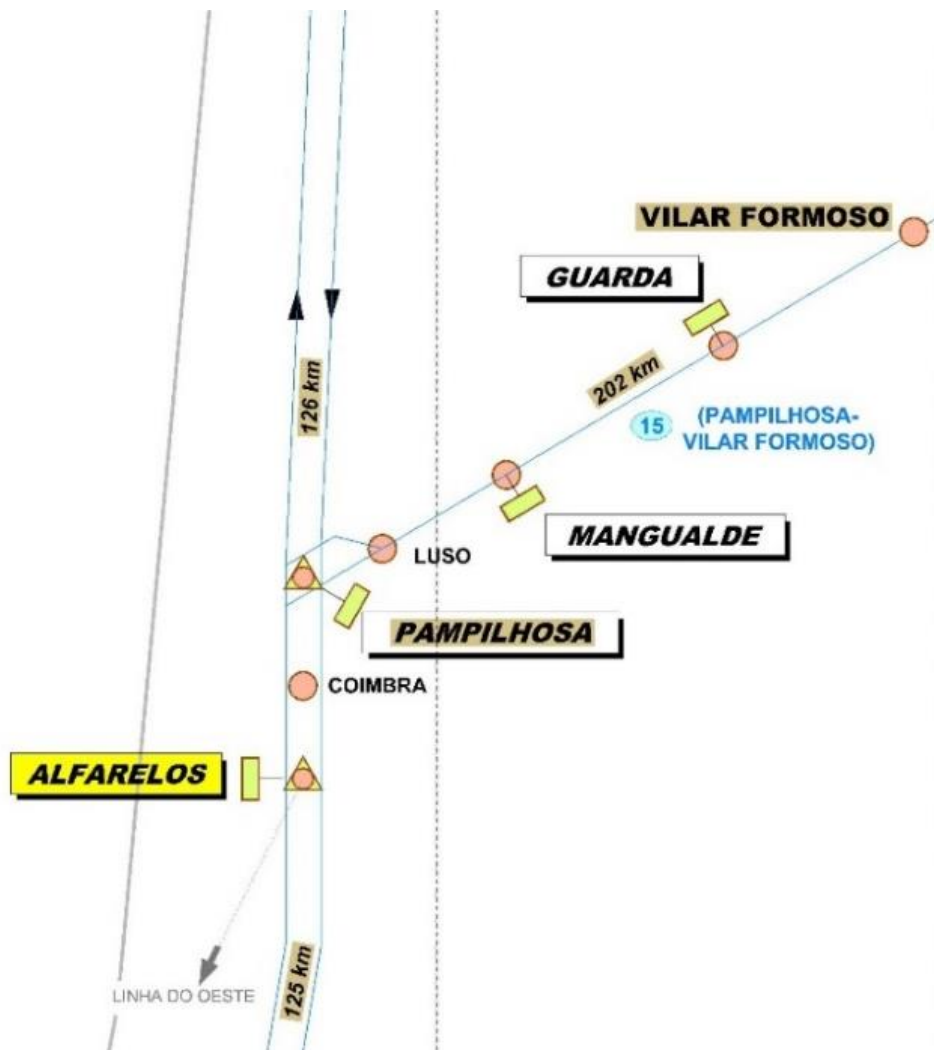 VILAR FORMOSO
GUARDA
126 km
202 km
15
(PAMPILHOSA-
VILAR FORMOSO)
MANGUALDE
LUSO
PAMPILHOSA
COIMBRA
ALFARELOS
125 km
LINHA DO OESTE